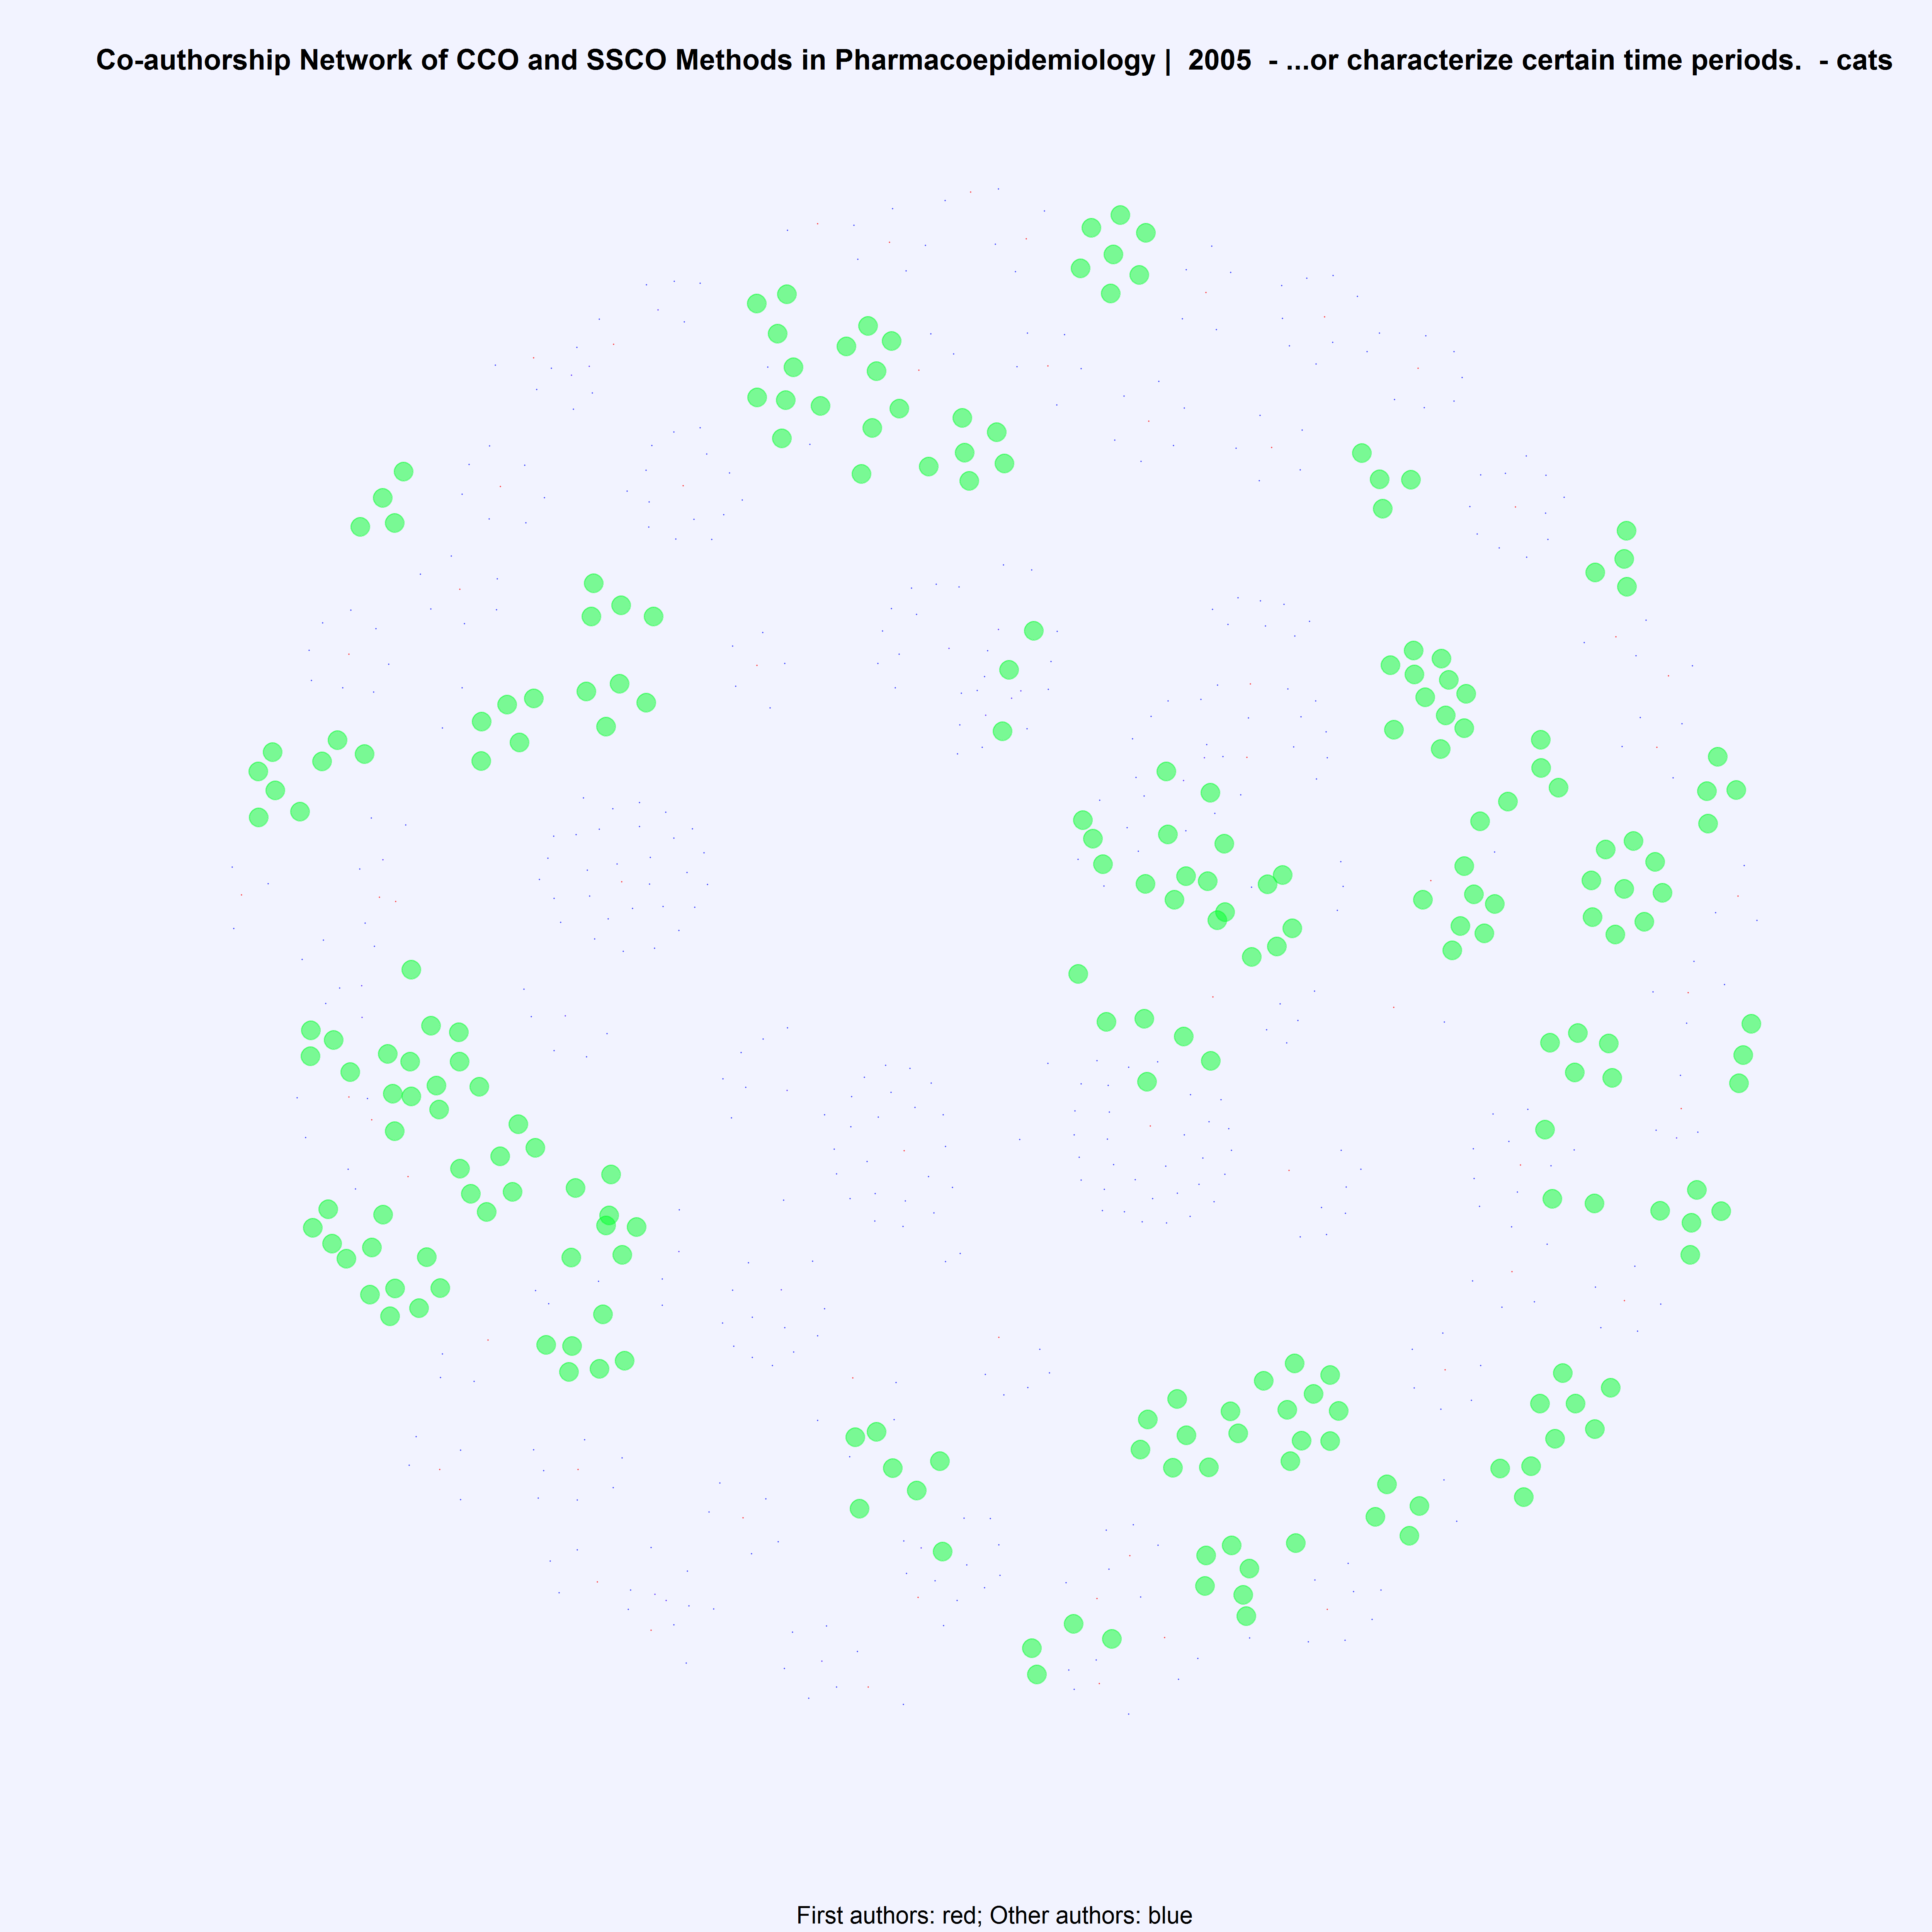 Co-authorship Network of CCO and SSCO Methods in Pharmacoepidemiology |  2005  - ...or characterize certain time periods.  - cats
First authors: red; Other authors: blue